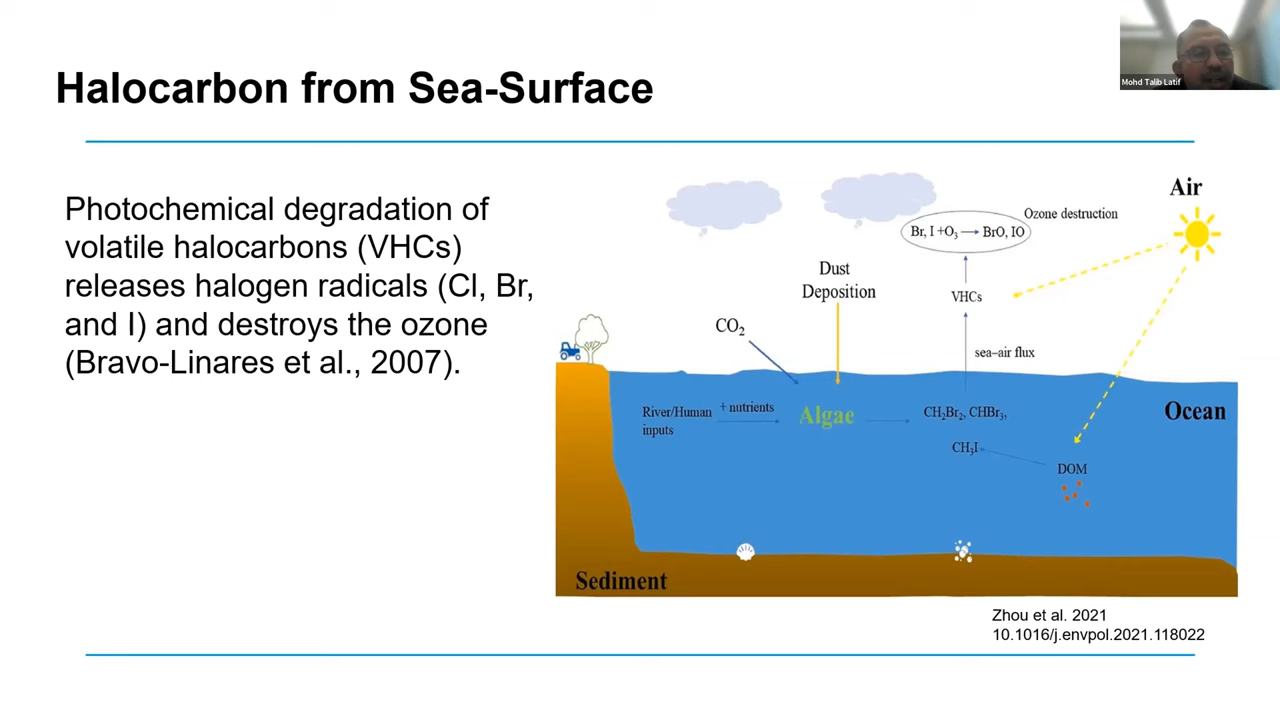 Mohd Talib Latif
Halocarbon from Sea-Surface
Photochemical degradation of
volatile halocarbons (VHCs)
releases halogen radicals (Cl, Br,
and I) and destroys the ozone
(Bravo-Linares et al., 2007).
Air
Ozone destruction
Br, I +O₃ → BrO, IO
Dust
Deposition
VHCs
CO₂
sea–air flux
River/Human
inputs
+ nutrients
Algae
CH₂Br₂, CHBr₃,
CH₃I
Ocean
DOM
Sediment
Zhou et al. 2021
10.1016/j.envpol.2021.118022